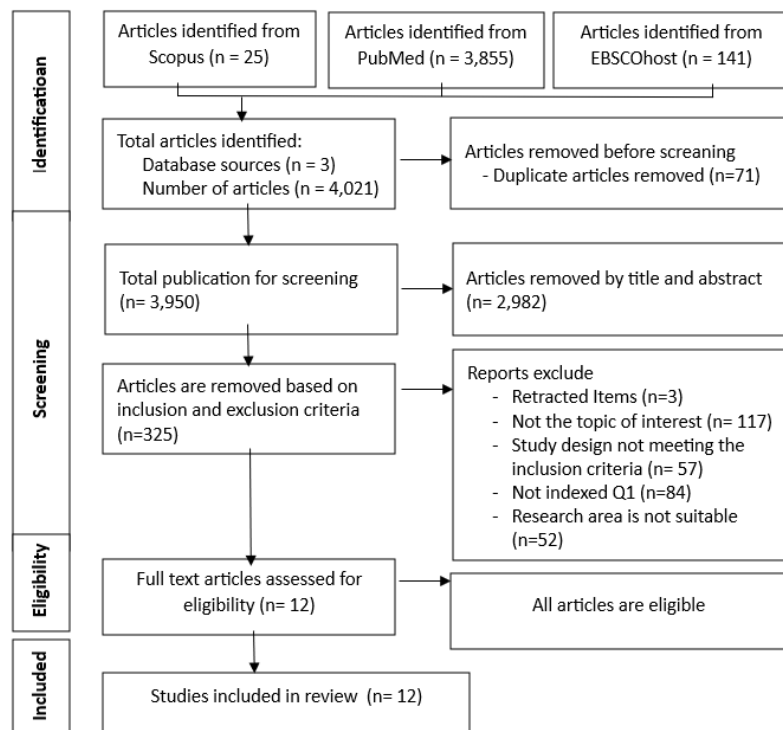 Identificatioan
Articles identified from
Scopus (n = 25)
Articles identified from
PubMed (n = 3,855)
Articles identified from
EBSCOhost (n = 141)
Total articles identified:
Database sources (n = 3)
Number of articles (n = 4,021)
Articles removed before screaning
- Duplicate articles removed (n=71)
Screening
Total publication for screening
(n= 3,950)
Articles removed by title and abstract
(n= 2,982)
Articles are removed based on
inclusion and exclusion criteria
(n=325)
Reports exclude
- Retracted Items (n=3)
- Not the topic of interest (n= 117)
- Study design not meeting the
inclusion criteria (n= 57)
- Not indexed Q1 (n=84)
- Research area is not suitable
(n=52)
Eligibility
Full text articles assessed for
eligibility (n= 12)
All articles are eligible
Included
Studies included in review (n= 12)